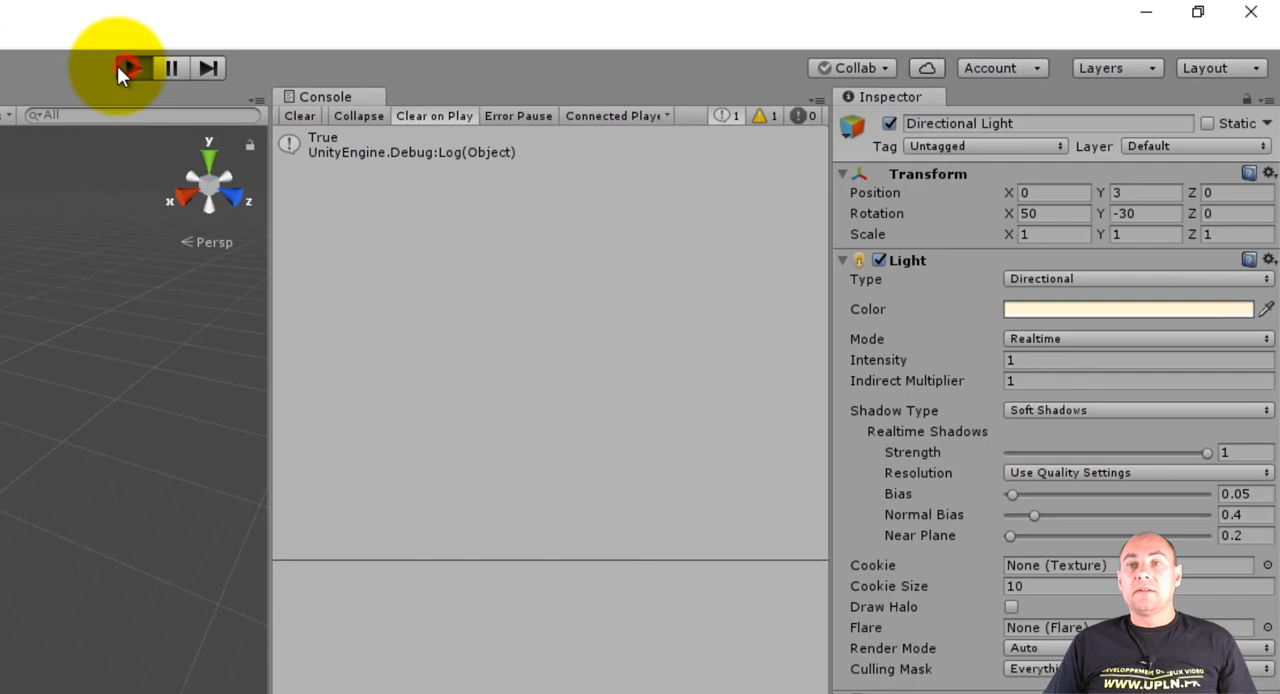 Collab
Account
Layers
Layout
All
Console
Inspector
Clear
Collapse
Clear on Play
Error Pause
Connected Playe
1
1
0
True
UnityEngine.Debug:Log(Object)
y
x
z
Persp
Directional Light
Static
Tag
Untagged
Layer
Default
Transform
Position X 0 Y 3 Z 0
Rotation X 50 Y -30 Z 0
Scale X 1 Y 1 Z 1
Light
Type Directional
Color
Mode Realtime
Intensity 1
Indirect Multiplier 1
Shadow Type Soft Shadows
Realtime Shadows
Strength 1
Resolution Use Quality Settings
Bias 0.05
Normal Bias 0.4
Near Plane 0.2
Cookie None (Texture)
Cookie Size 10
Draw Halo
Flare None (Flare)
Render Mode Auto
Culling Mask Everythi
WWW.UPLN.FR